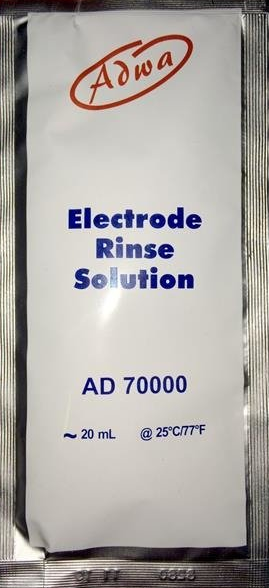 Adwa
Electrode
Rinse
Solution
AD 70000
~ 20 mL @ 25°C/77°F